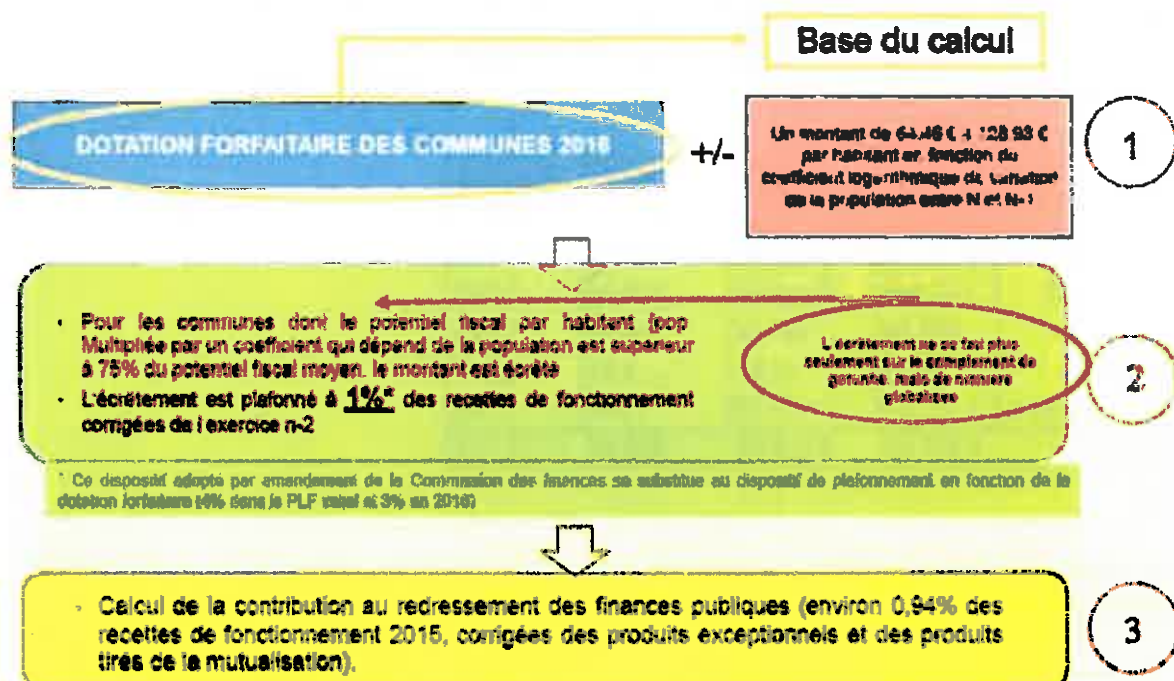 Base du calcul
DOTATION FORFAITAIRE DES COMMUNES 2016
+/-
Un montant de 64,46 € à 128,93 €
par habitant en fonction du
coefficient logarithmique de variation
de la population entre N et N-1
1
Pour les communes dont le potentiel fiscal par habitant (pop
Multipliée par un coefficient qui dépend de la population est supérieur
à 75% du potentiel fiscal moyen, le montant est écrêté
L'écrêtement est plafonné à 1%* des recettes de fonctionnement
corrigées de l'exercice n-2
L'écrêtement ne se fait plus
seulement sur le complément de
garantie, mais de manière
globalisée
2
* Ce dispositif adopté par amendement de la Commission des finances se substitue au dispositif de plafonnement en fonction de la
dotation forfaitaire (4% dans le PLF initial et 3% en 2016)
- Calcul de la contribution au redressement des finances publiques (environ 0,94% des
recettes de fonctionnement 2015, corrigées des produits exceptionnels et des produits
tirés de la mutualisation).
3